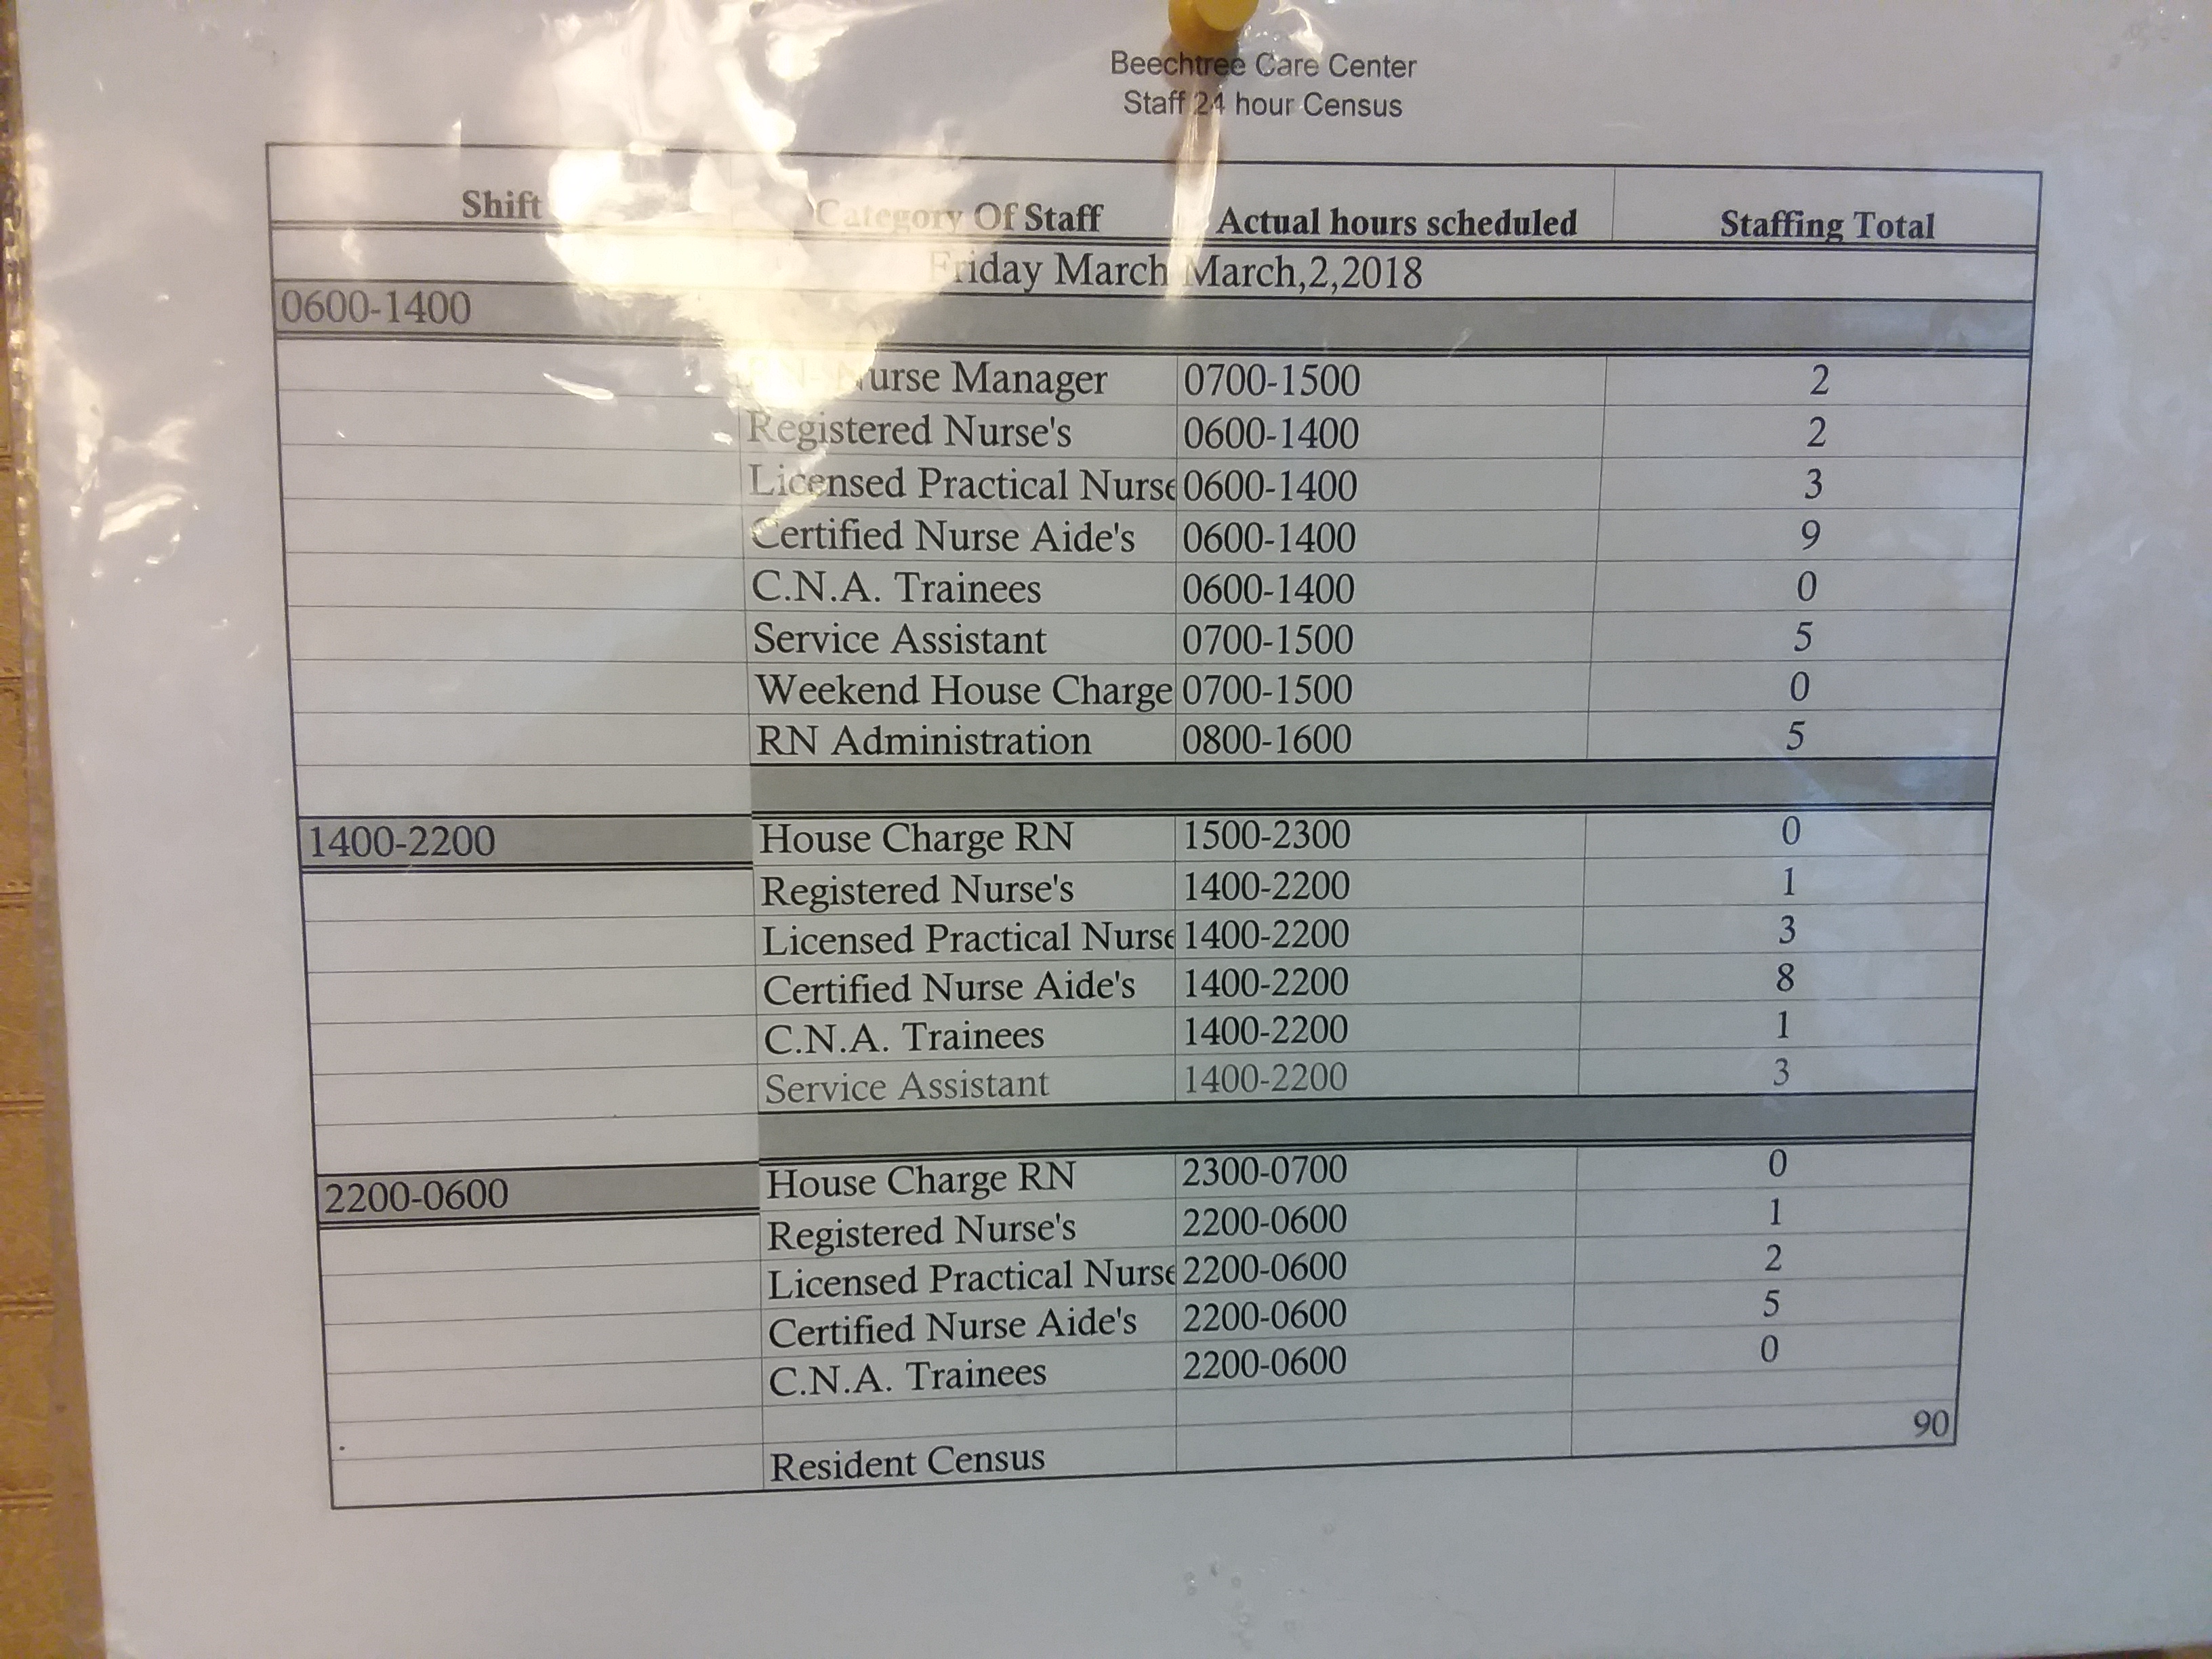 Beechtree Care Center
Staff 24 hour Census
Shift Category Of Staff Actual hours scheduled Staffing Total
Friday March March,2,2018
0600-1400
RN- Nurse Manager 0700-1500 2
Registered Nurse's 0600-1400 2
Licensed Practical Nurse 0600-1400 3
Certified Nurse Aide's 0600-1400 9
C.N.A. Trainees 0600-1400 0
Service Assistant 0700-1500 5
Weekend House Charge 0700-1500 0
RN Administration 0800-1600 5
1400-2200 House Charge RN 1500-2300 0
Registered Nurse's 1400-2200 1
Licensed Practical Nurse 1400-2200 3
Certified Nurse Aide's 1400-2200 8
C.N.A. Trainees 1400-2200 1
Service Assistant 1400-2200 3
2200-0600 House Charge RN 2300-0700 0
Registered Nurse's 2200-0600 1
Licensed Practical Nurse 2200-0600 2
Certified Nurse Aide's 2200-0600 5
C.N.A. Trainees 2200-0600 0
Resident Census 90